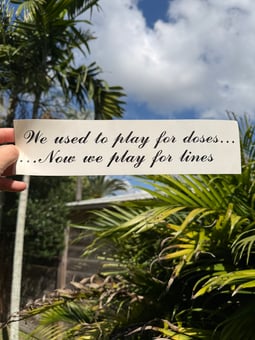 We used to play for doses...
...Now we play for lines